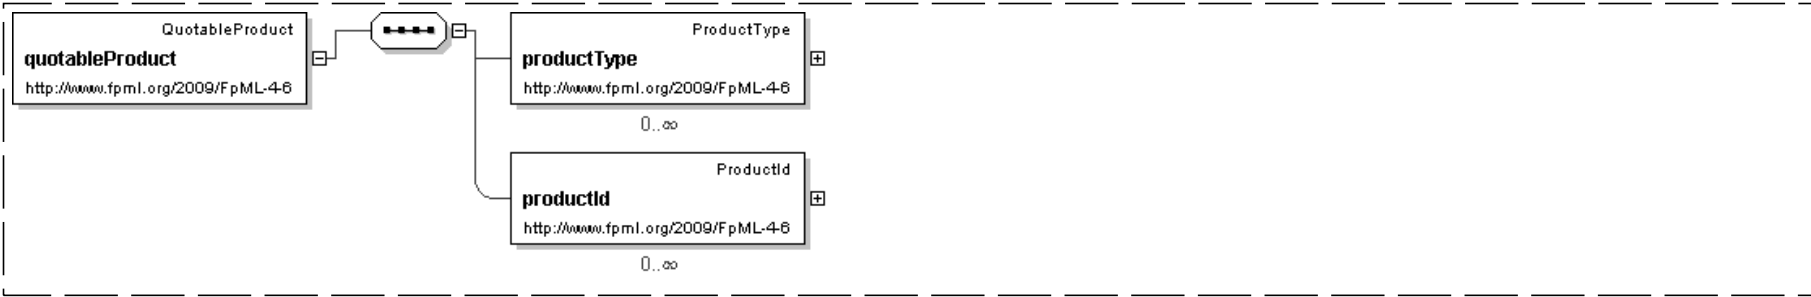 QuotableProduct
quotableProduct
http://www.fpml.org/2009/FpML-4-6
ProductType
productType
http://www.fpml.org/2009/FpML-4-6
0..∞
ProductId
productId
http://www.fpml.org/2009/FpML-4-6
0..∞